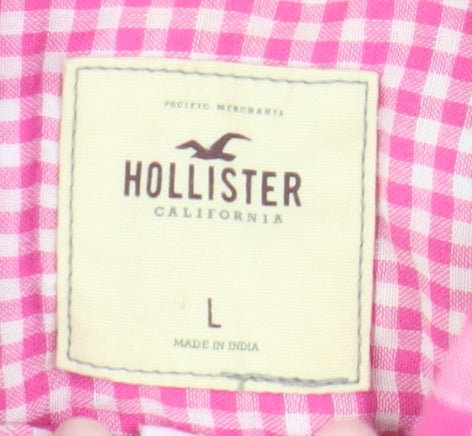 PACIFIC MERCHANTS
HOLLISTER
CALIFORNIA
L
MADE IN INDIA